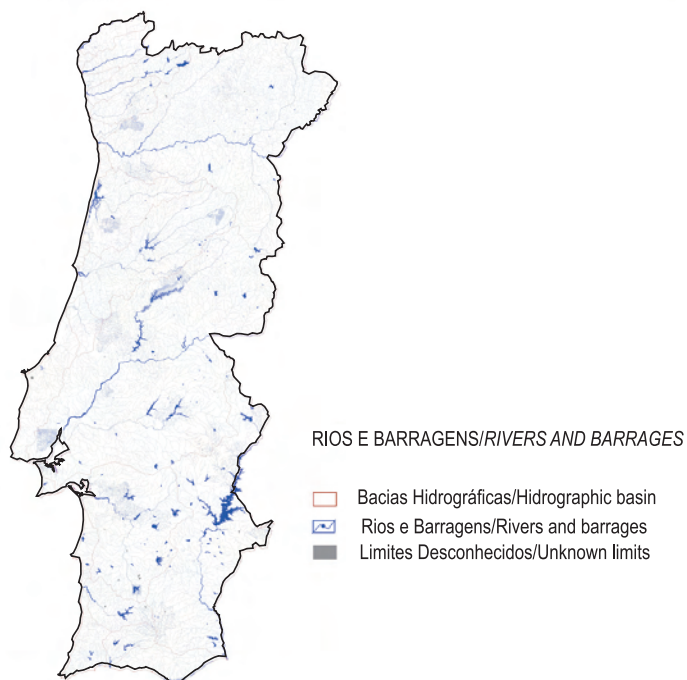 RIOS E BARRAGENS/RIVERS AND BARRAGES
Bacias Hidrográficas/Hidrographic basin
Rios e Barragens/Rivers and barrages
Limites Desconhecidos/Unknown limits